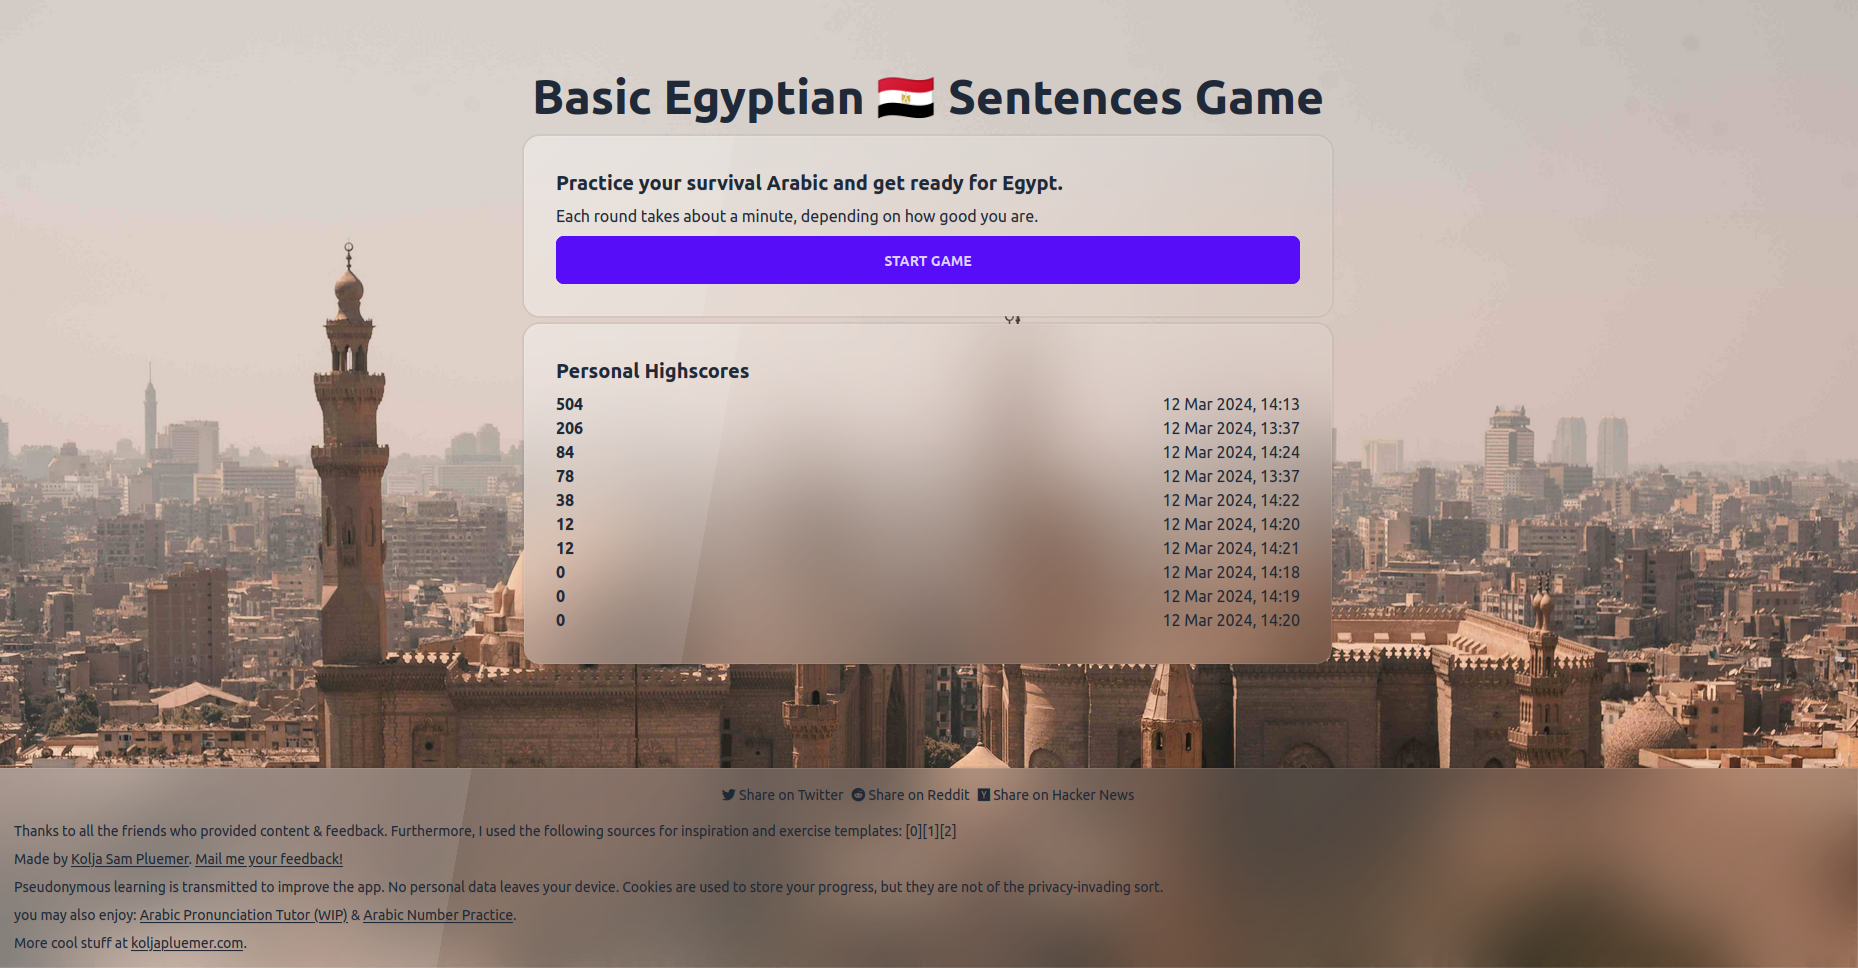 Basic Egyptian 🇪🇬 Sentences Game
Practice your survival Arabic and get ready for Egypt.
Each round takes about a minute, depending on how good you are.
START GAME
Personal Highscores
504 12 Mar 2024, 14:13
206 12 Mar 2024, 13:37
84 12 Mar 2024, 14:24
78 12 Mar 2024, 13:37
38 12 Mar 2024, 14:22
12 12 Mar 2024, 14:20
12 12 Mar 2024, 14:21
0 12 Mar 2024, 14:18
0 12 Mar 2024, 14:19
0 12 Mar 2024, 14:20
Share on Twitter Share on Reddit Share on Hacker News
Thanks to all the friends who provided content & feedback. Furthermore, I used the following sources for inspiration and exercise templates: [0][1][2]
Made by Kolja Sam Pluemer. Mail me your feedback!
Pseudonymous learning is transmitted to improve the app. No personal data leaves your device. Cookies are used to store your progress, but they are not of the privacy-invading sort.
you may also enjoy: Arabic Pronunciation Tutor (WIP) & Arabic Number Practice.
More cool stuff at koljapluemer.com.